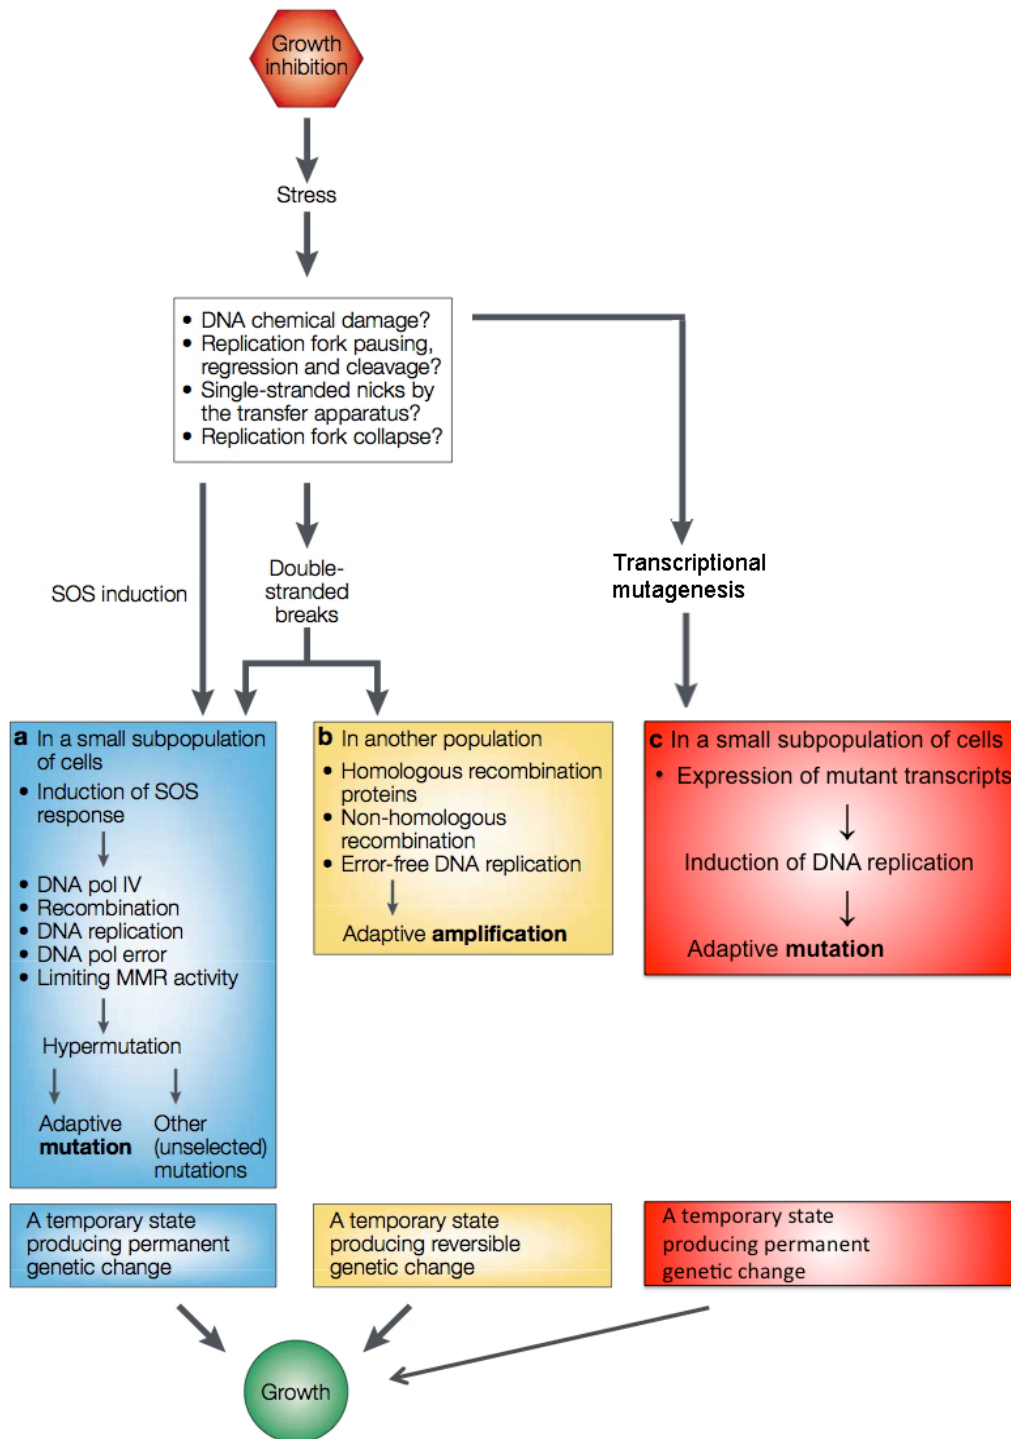 Growth
inhibition
Stress
• DNA chemical damage?
• Replication fork pausing,
regression and cleavage?
• Single-stranded nicks by
the transfer apparatus?
• Replication fork collapse?
SOS induction
Double-
stranded
breaks
Transcriptional
mutagenesis
a In a small subpopulation
of cells
• Induction of SOS
response
• DNA pol IV
• Recombination
• DNA replication
• DNA pol error
• Limiting MMR activity
Hypermutation
Adaptive
mutation
Other
(unselected)
mutations
b In another population
• Homologous recombination
proteins
• Non-homologous
recombination
• Error-free DNA replication
Adaptive amplification
c In a small subpopulation of cells
• Expression of mutant transcripts
Induction of DNA replication
Adaptive mutation
A temporary state
producing permanent
genetic change
A temporary state
producing reversible
genetic change
A temporary state
producing permanent
genetic change
Growth